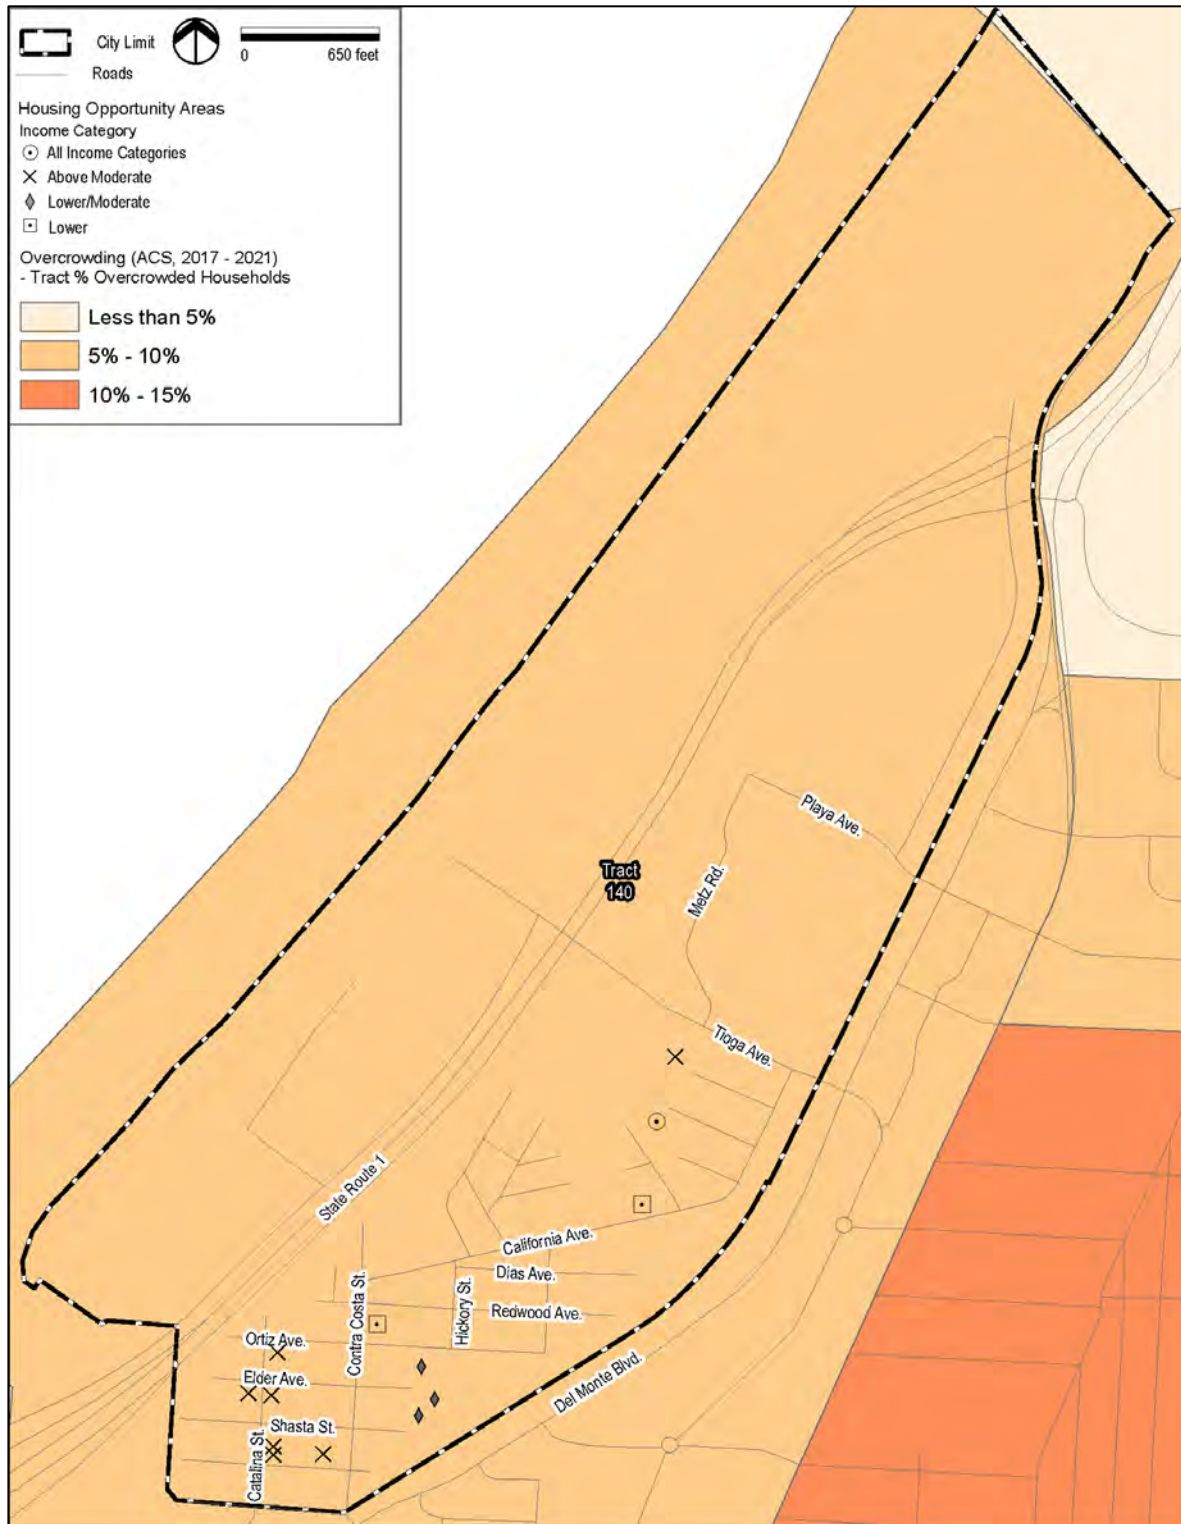 City Limit
0
650 feet
Roads
Housing Opportunity Areas
Income Category
All Income Categories
Above Moderate
Lower/Moderate
Lower
Overcrowding (ACS, 2017 - 2021)
- Tract % Overcrowded Households
Less than 5%
5% - 10%
10% - 15%
Playa Ave.
Tract
140
Metz Rd.
Tioga Ave.
State Route 1
California Ave.
Dias Ave.
Contra Costa St.
Hickory St.
Redwood Ave.
Ortiz Ave.
Elder Ave.
Del Monte Blvd.
Shasta St.
Catalina St.